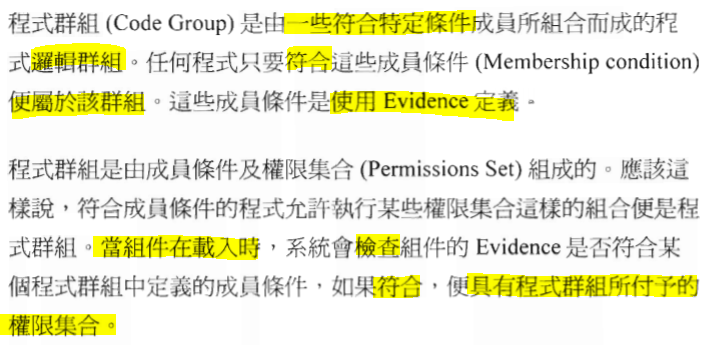 程式群組 (Code Group) 是由一些符合特定條件成員所組合而成的程
式邏輯群組。任何程式只要符合這些成員條件 (Membership condition)
便屬於該群組。這些成員條件是使用 Evidence 定義。
程式群組是由成員條件及權限集合 (Permissions Set) 組成的。應該這
樣說，符合成員條件的程式允許執行某些權限集合這樣的組合便是程
式群組。當組件在載入時，系統會檢查組件的 Evidence 是否符合某
個程式群組中定義的成員條件，如果符合，便具有程式群組所付予的
權限集合。